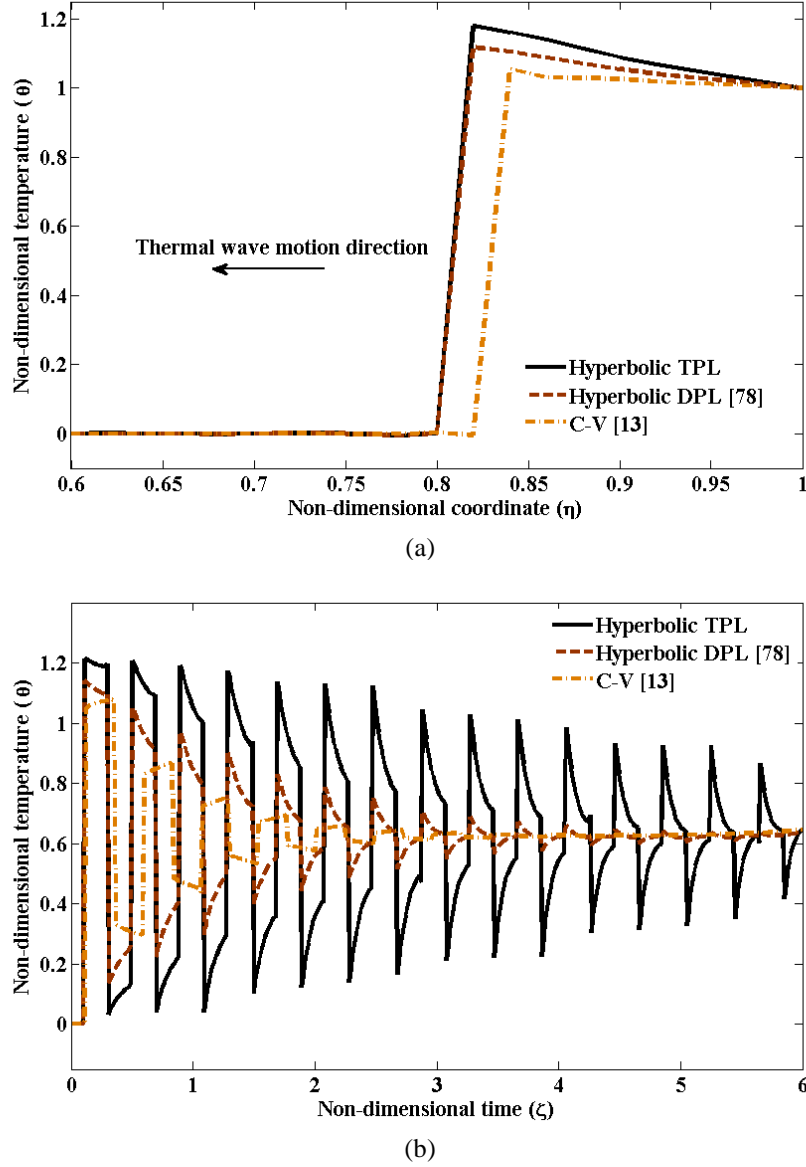 1.2
1
0.8
0.6
0.4
0.2
0
Non-dimensional temperature (θ)
Thermal wave motion direction
Hyperbolic TPL
Hyperbolic DPL [78]
C-V [13]
0.6 0.65 0.7 0.75 0.8 0.85 0.9 0.95 1
Non-dimensional coordinate (η)
(a)
Hyperbolic TPL
Hyperbolic DPL [78]
C-V [13]
1.2
1
0.8
0.6
0.4
0.2
0
Non-dimensional temperature (θ)
0 1 2 3 4 5 6
Non-dimensional time (ζ)
(b)